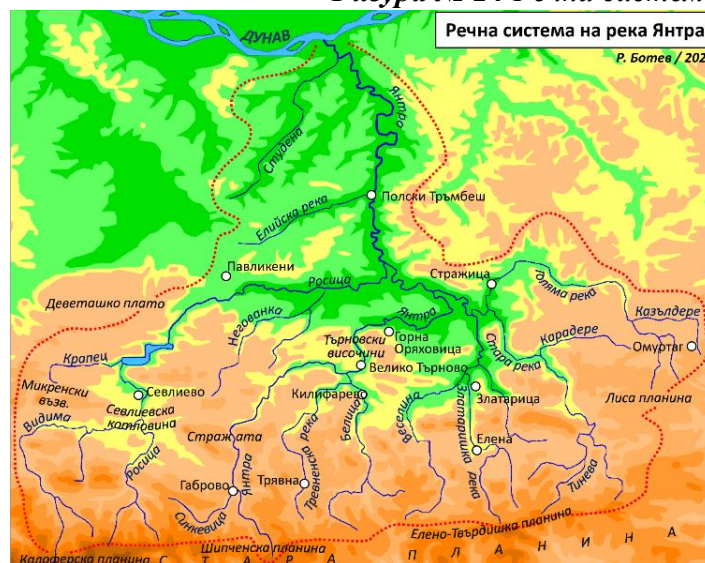 Речна система на река Янтра
Р. Ботев / 202
ДУНАВ
Янтра
Студена
Полски Тръмбеш
Елийска река
Павликени
Росица
Стражица
Голяма река
Деветашко плато
Негованка
Янтра
Казълдере
Карадере
Стара река
Омуртаг
Крапец
Търновски
височини
Горна
Оряховица
Велико Търново
Микренски
възв.
Севлиево
Килифарево
Златарица
Лиса планина
Видима
Севлиевска
котловина
Белица
Веселина
Златаришка
река
Стражата
Росица
Елена
Янтра
Тревненска
река
Габрово
Трявна
Тинева
Синкевица
Елено-Твърдишка планина
Шипченска планина
Калоферска планина
С Т А Р А П Л А Н И Н А